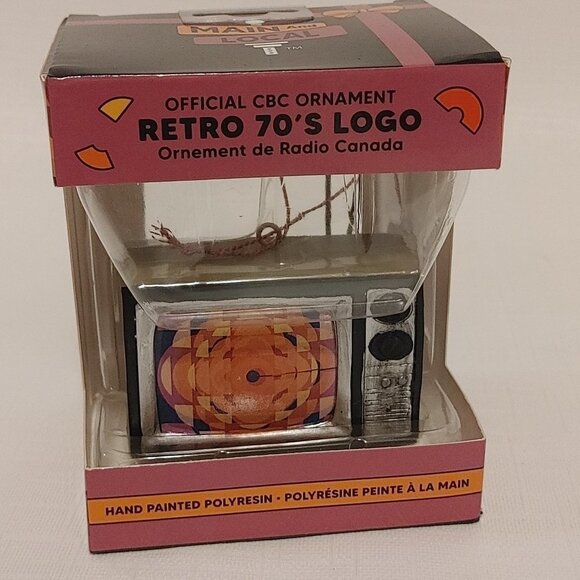 MAIN AND
LOCAL™
OFFICIAL CBC ORNAMENT
RETRO 70'S LOGO
Ornement de Radio Canada
HAND PAINTED POLYRESIN • POLYRÉSINE PEINTE À LA MAIN